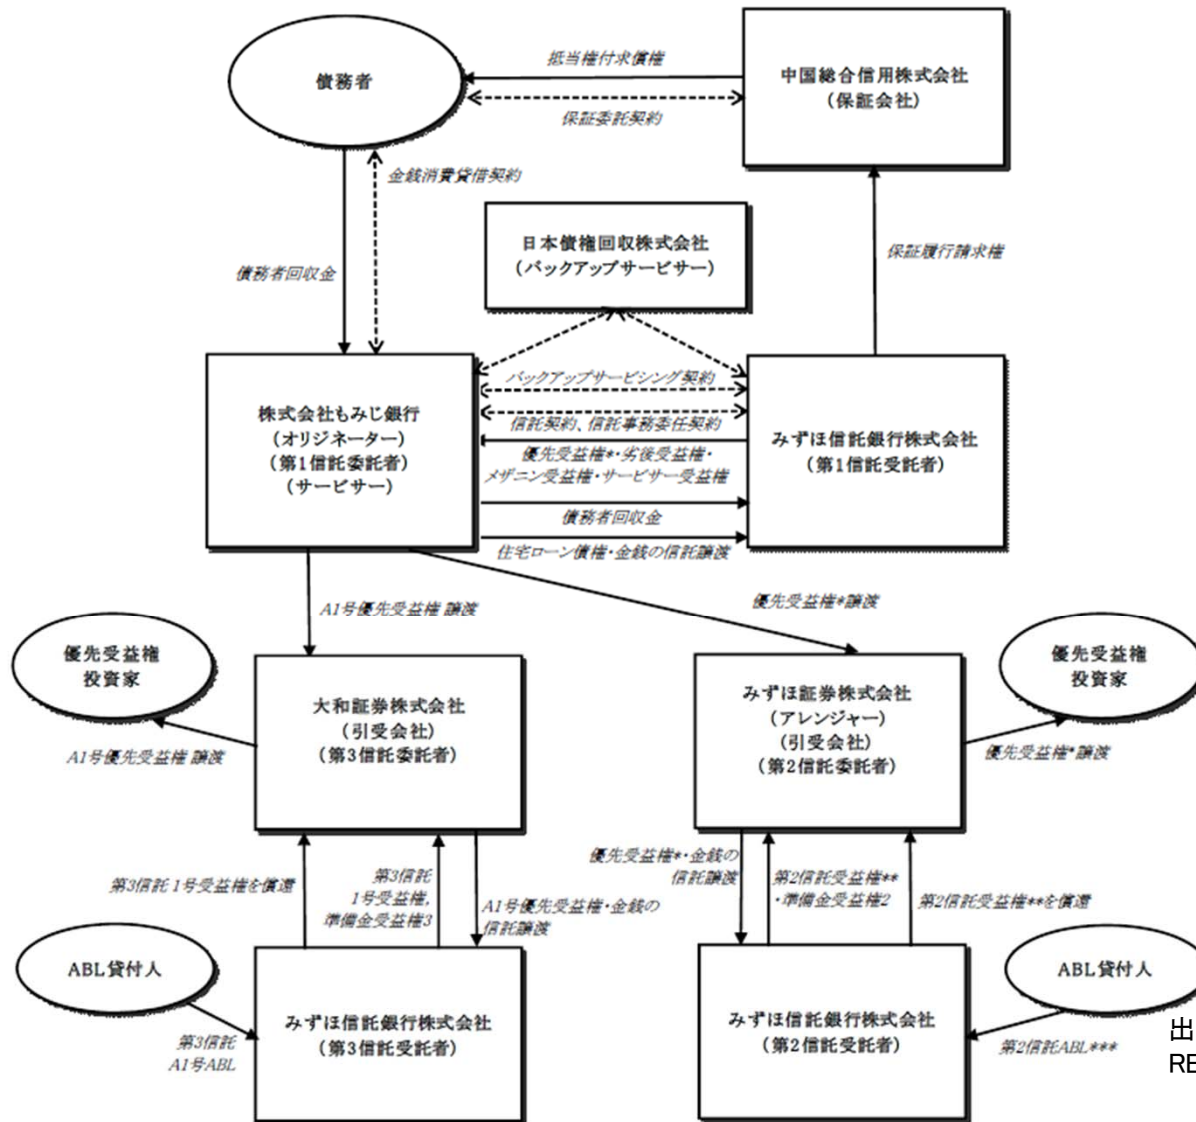 債務者
抵当権付求償権
保証委託契約
中国総合信用株式会社
(保証会社)
金銭消費貸借契約
日本債権回収株式会社
(バックアップサービサー)
債務者回収金
保証履行請求権
株式会社もみじ銀行
(オリジネーター)
(第1信託委託者)
(サービサー)
バックアップサービシング契約
信託契約、信託事務委任契約
優先受益権*・劣後受益権・
メザニン受益権・サービサー受益権
債務者回収金
住宅ローン債権・金銭の信託譲渡
みずほ信託銀行株式会社
(第1信託受託者)
A1号優先受益権 譲渡
優先受益権*譲渡
優先受益権
投資家
大和証券株式会社
(引受会社)
(第3信託委託者)
みずほ証券株式会社
(アレンジャー)
(引受会社)
(第2信託委託者)
優先受益権
投資家
A1号優先受益権 譲渡
優先受益権*譲渡
第3信託 1号受益権を償還
第3信託
1号受益権,
準備金受益権3
A1号優先受益権・金銭の
信託譲渡
優先受益権*・金銭の
信託譲渡
第2信託受益権**
・準備金受益権2
第2信託受益権**を償還
ABL貸付人
みずほ信託銀行株式会社
(第3信託受託者)
第3信託
A1号ABL
みずほ信託銀行株式会社
(第2信託受託者)
ABL貸付人
第2信託ABL***
出
RE